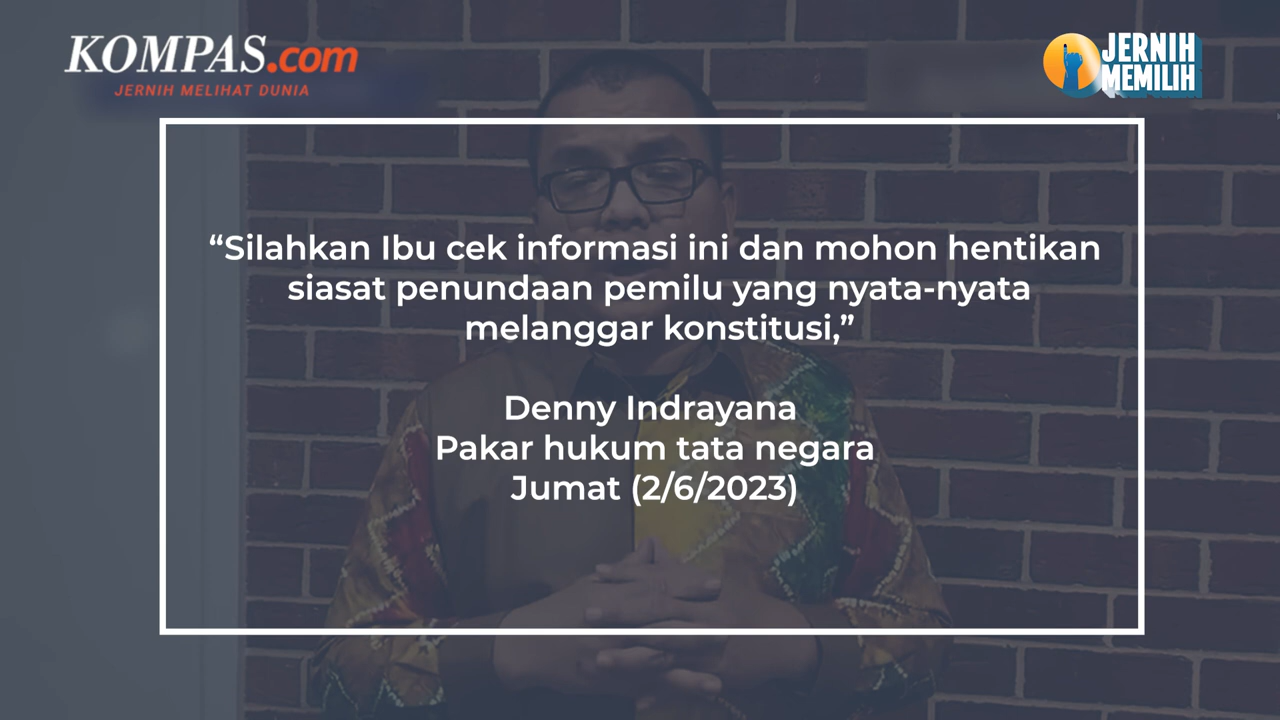 KOMPAS.com
JERNIH MELIHAT DUNIA
JERNIH
MEMILIH
“Silahkan Ibu cek informasi ini dan mohon hentikan
siasat penundaan pemilu yang nyata-nyata
melanggar konstitusi,”
Denny Indrayana
Pakar hukum tata negara
Jumat (2/6/2023)